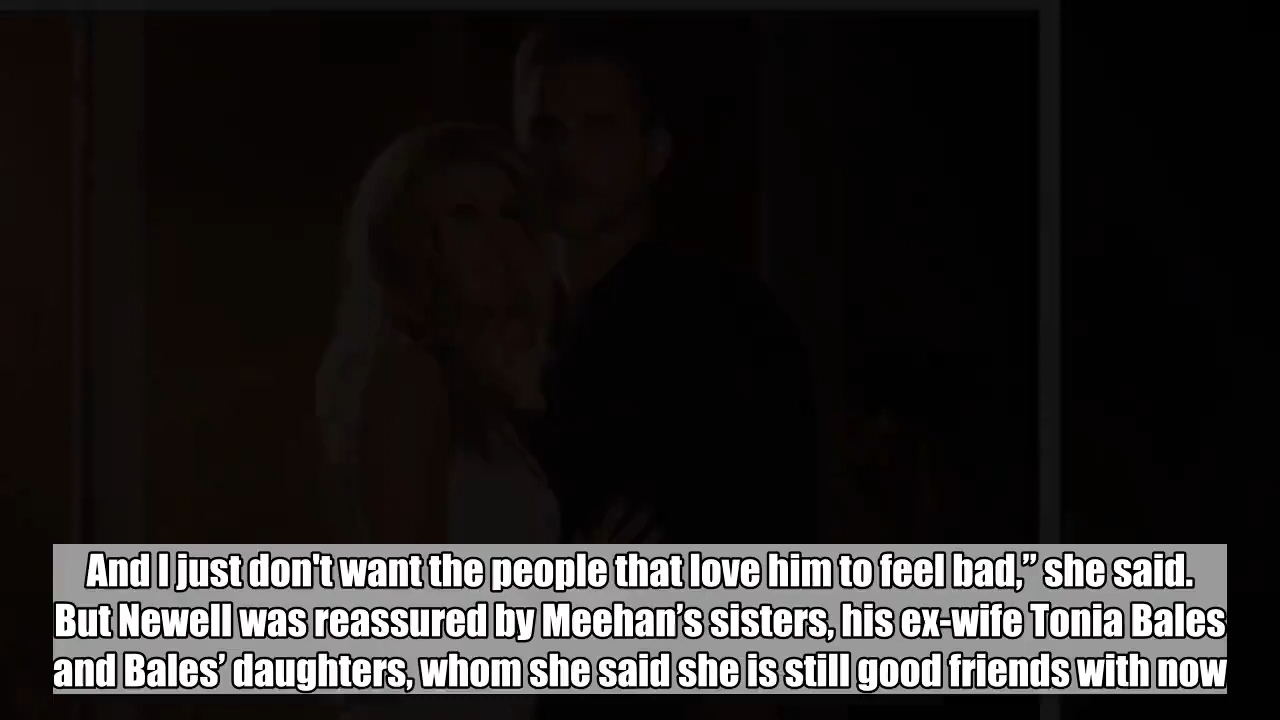 And I just don't want the people that love him to feel bad,” she said.
But Newell was reassured by Meehan’s sisters, his ex-wife Tonia Bales
and Bales’ daughters, whom she said she is still good friends with now